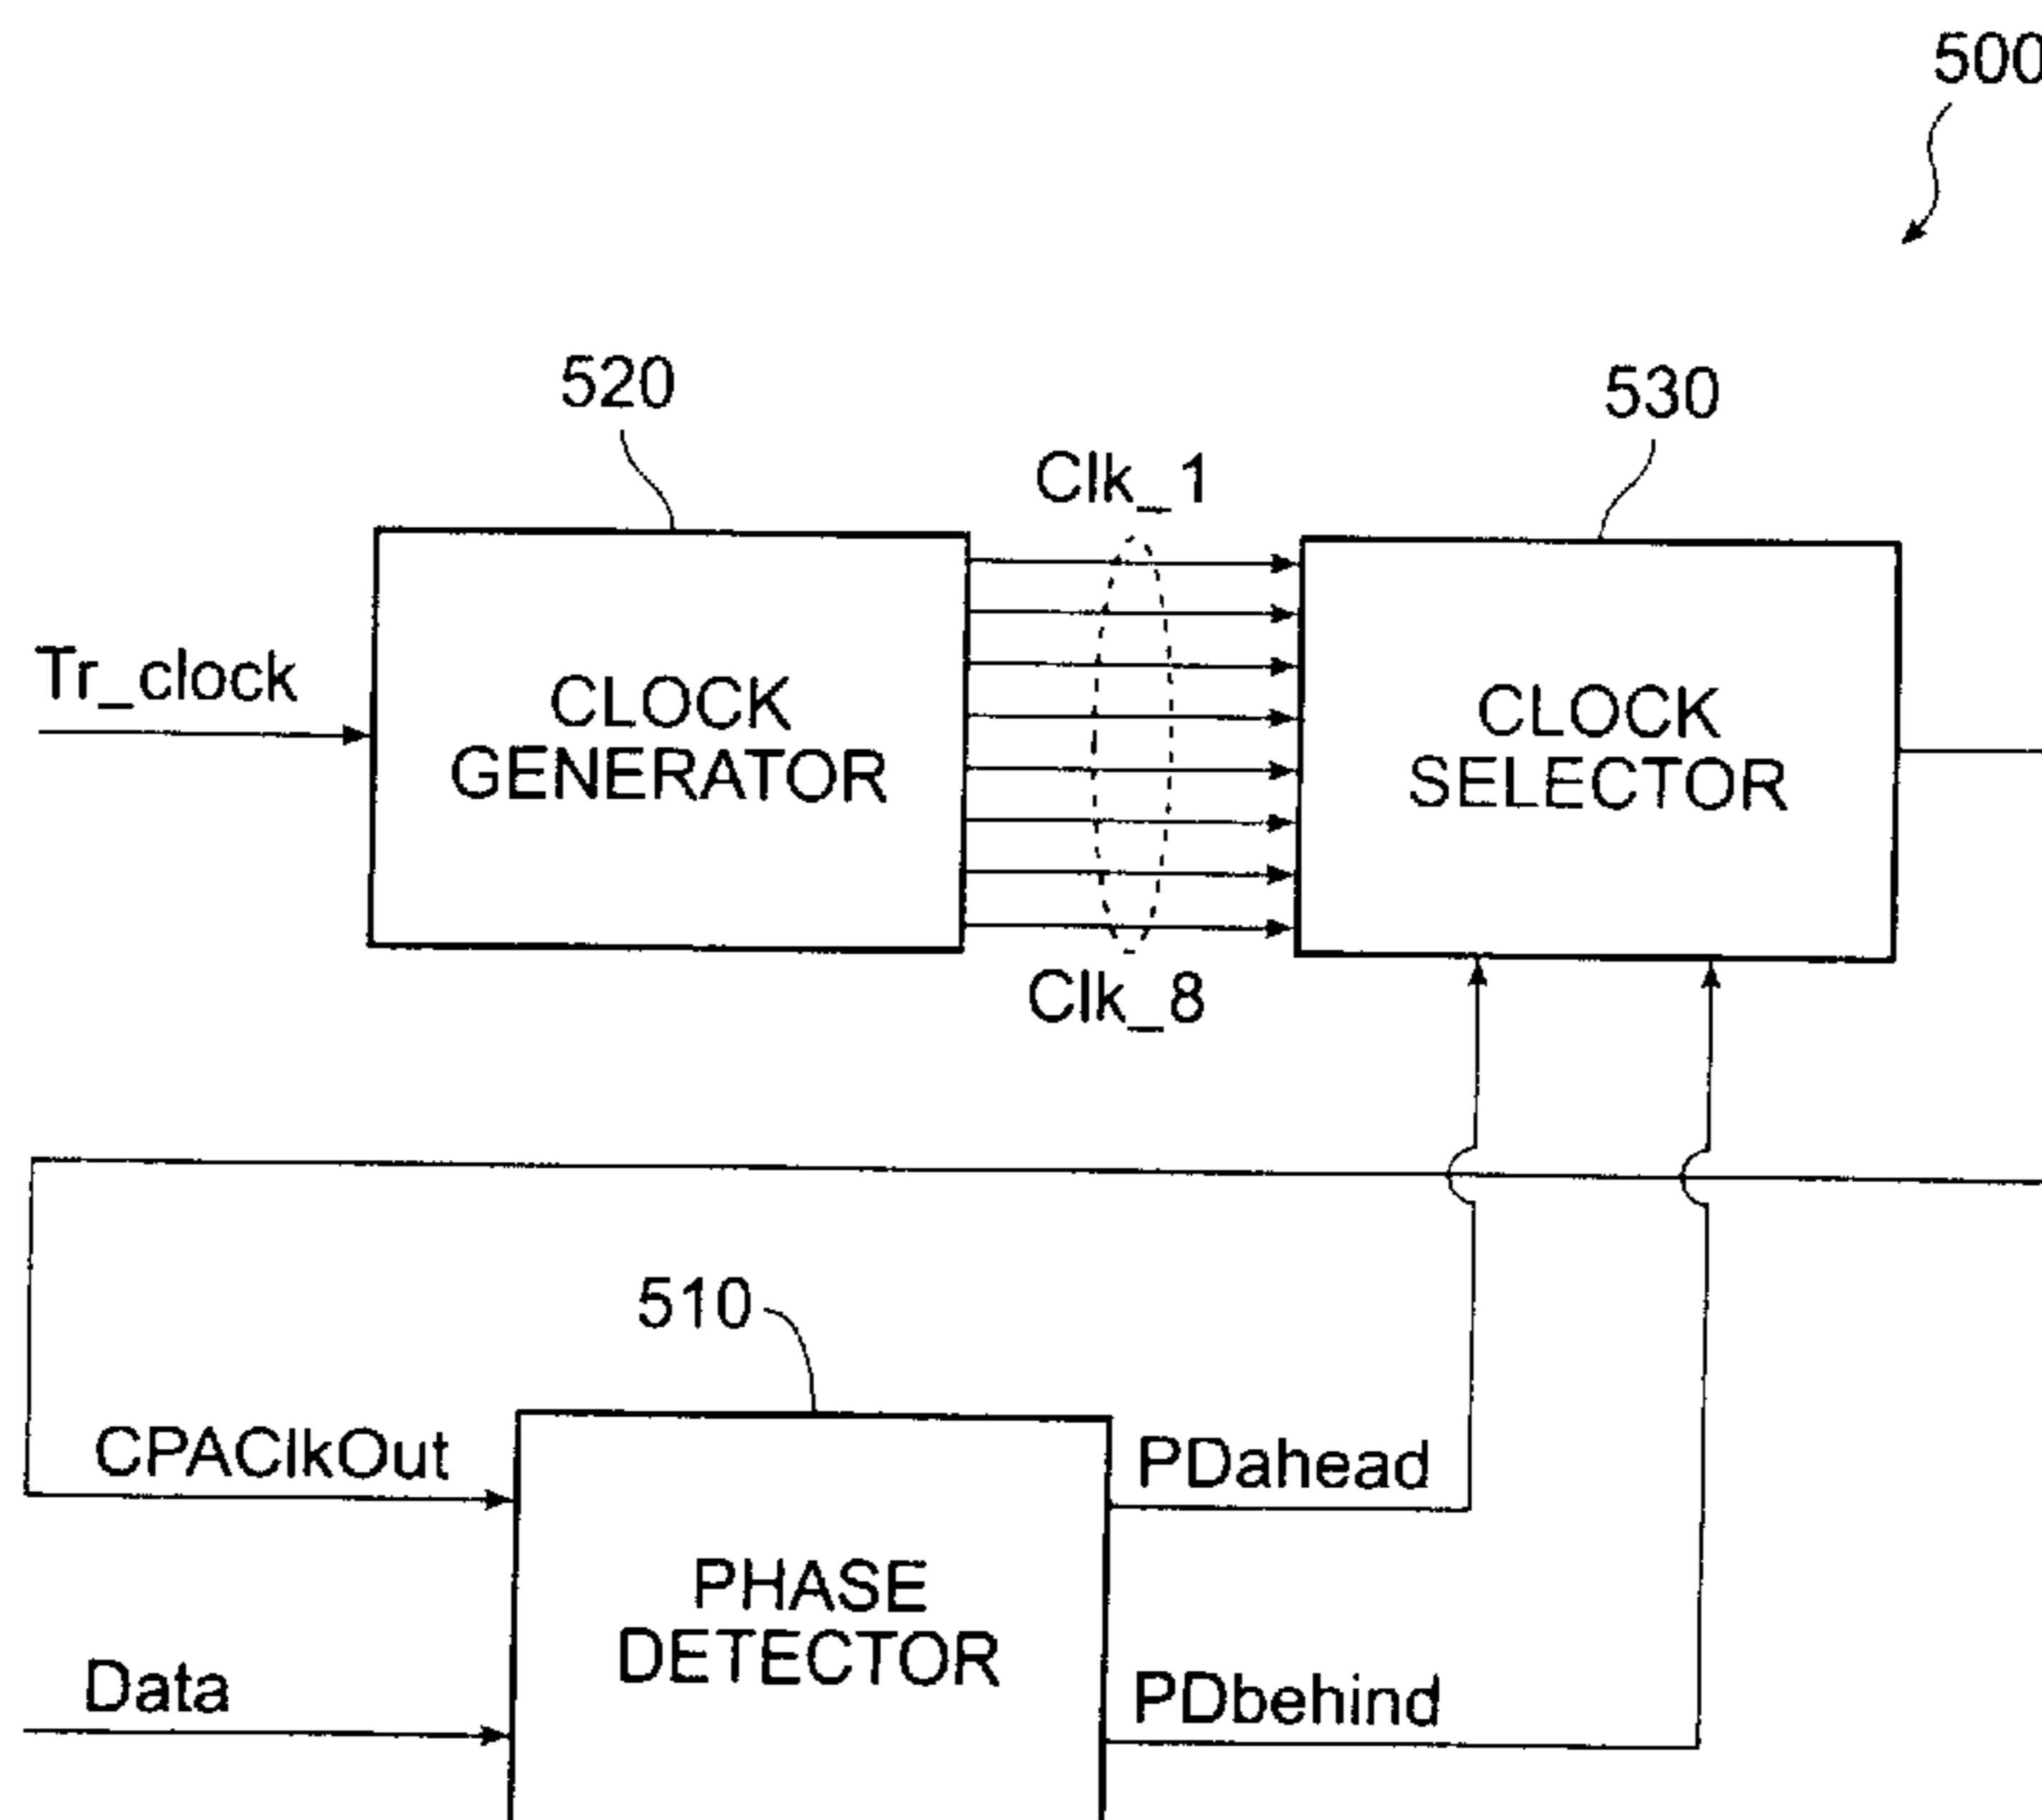 500
520
530
Clk_1
Tr_clock
CLOCK
GENERATOR
CLOCK
SELECTOR
Clk_8
510
CPAClkOut
PDahead
PHASE
DETECTOR
Data
PDbehind